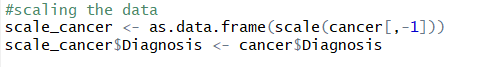 #scaling the data
scale_cancer <- as.data.frame(scale(cancer[,-1]))
scale_cancer$Diagnosis <- cancer$Diagnosis